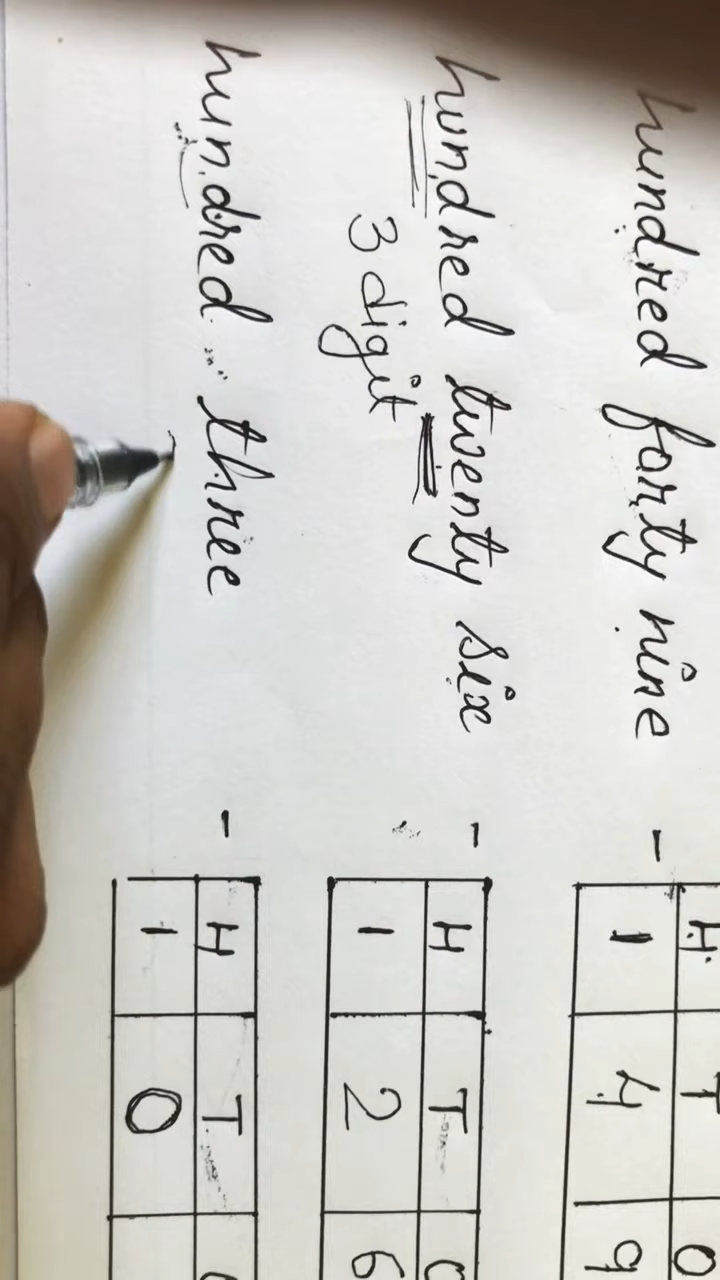 hundred forty nine -
H T O
1 4 9
hundred twenty six -
3 digit
H T O
1 2 6
hundred three -
H T
1 0